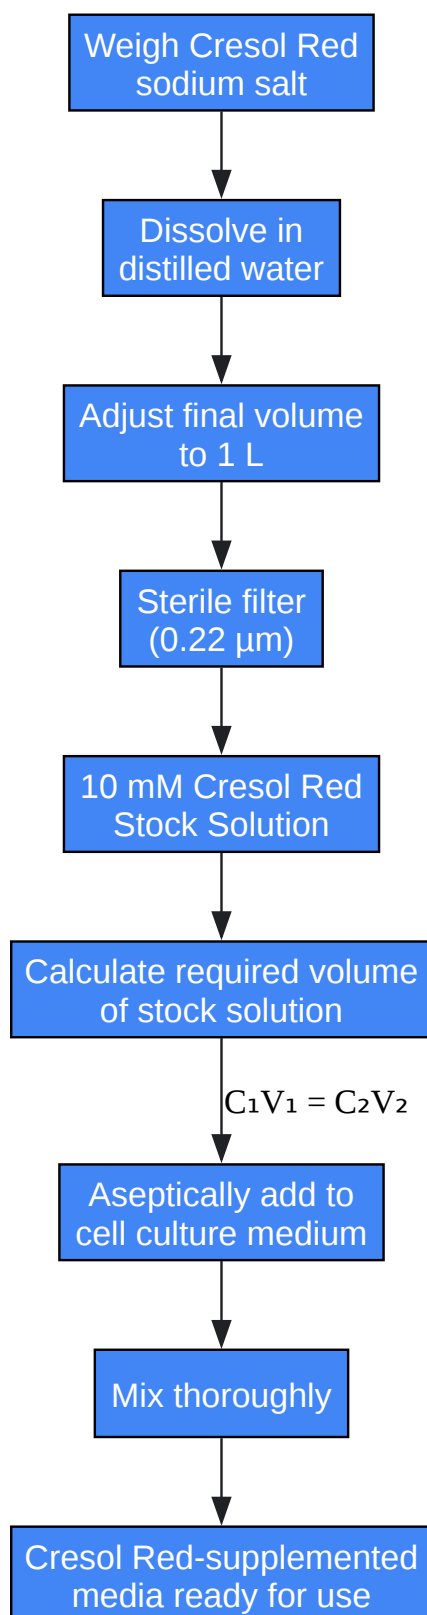 Weigh Cresol Red
sodium salt
Dissolve in
distilled water
Adjust final volume
to 1 L
Sterile filter
(0.22 µm)
10 mM Cresol Red
Stock Solution
Calculate required volume
of stock solution
C₁V₁ = C₂V₂
Aseptically add to
cell culture medium
Mix thoroughly
Cresol Red-supplemented
media ready for use